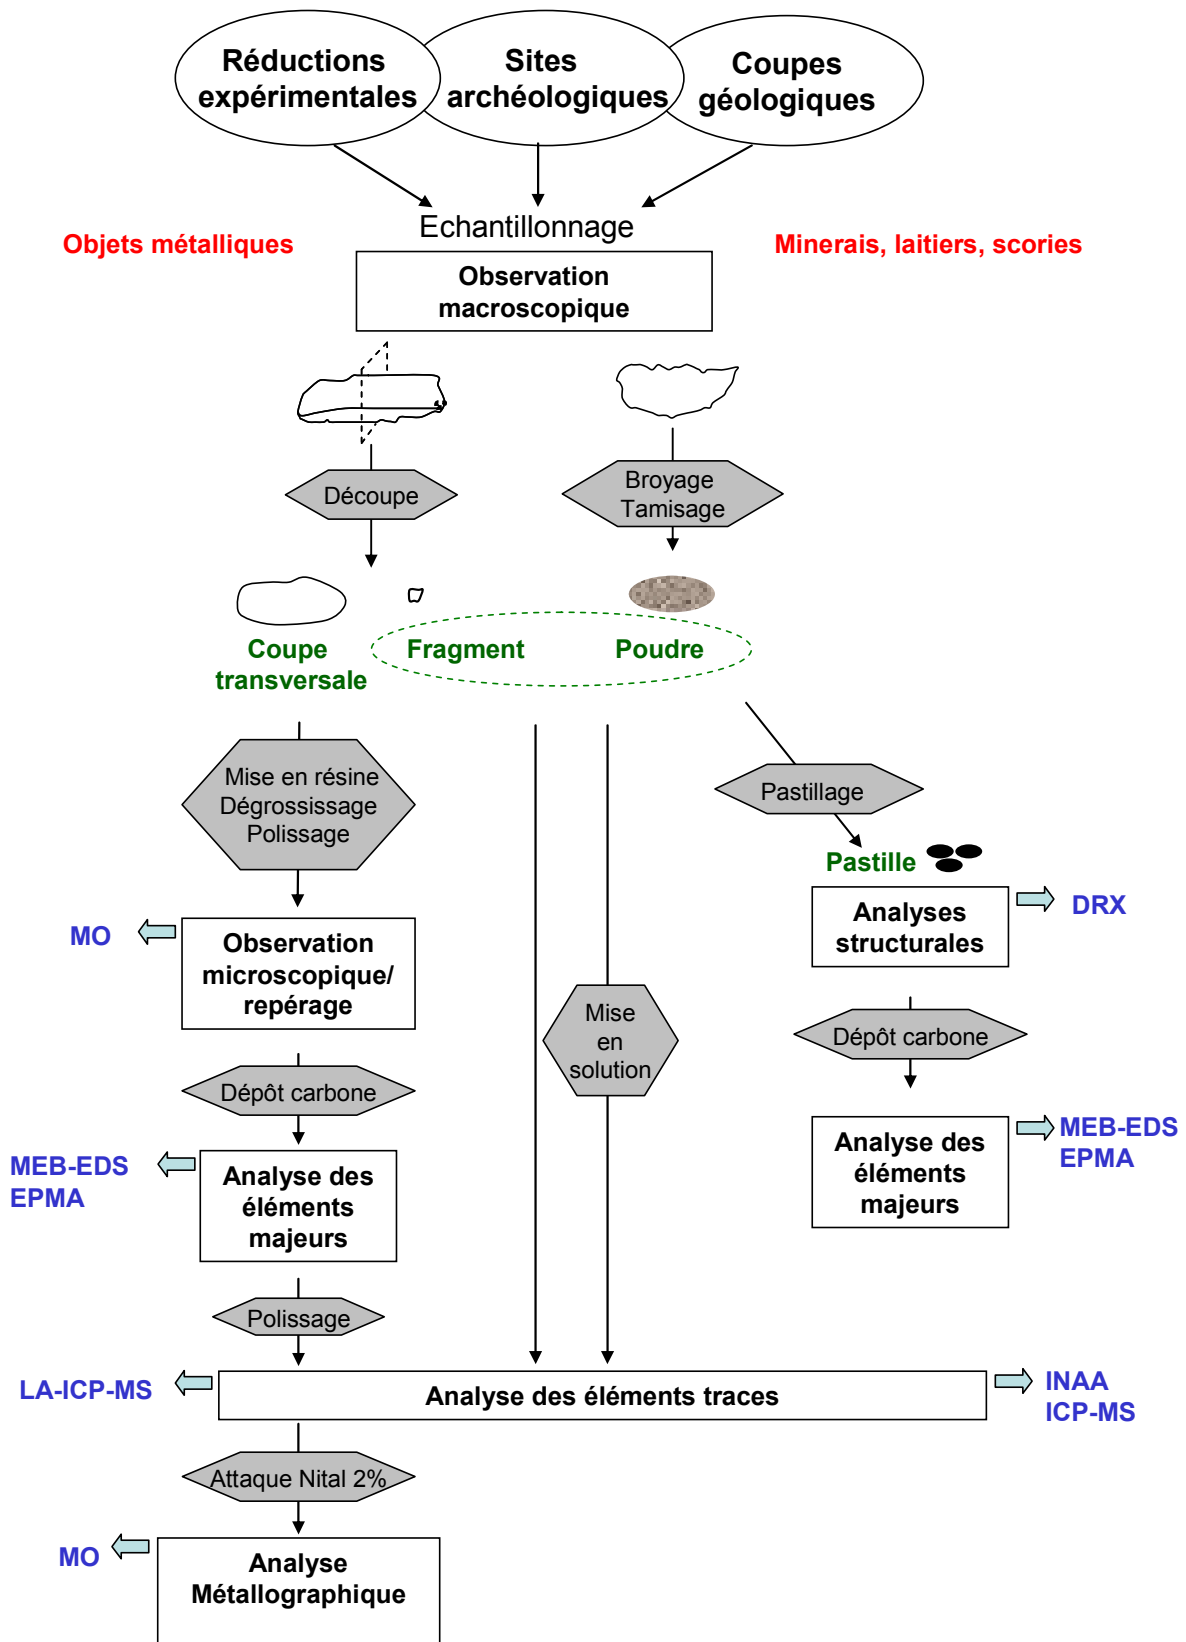 Réductions
expérimentales
Sites
archéologiques
Coupes
géologiques
Echantillonnage
Objets métalliques
Minerais, laitiers, scories
Observation
macroscopique
Découpe
Broyage
Tamisage
Coupe
transversale
Fragment
Poudre
Mise en résine
Dégrossissage
Polissage
Pastillage
Pastille
MO
Observation
microscopique/
repérage
Analyses
structurales
DRX
Mise
en
solution
Dépôt carbone
Dépôt carbone
MEB-EDS
EPMA
Analyse des
éléments
majeurs
Analyse des
éléments
majeurs
MEB-EDS
EPMA
Polissage
LA-ICP-MS
Analyse des éléments traces
INAA
ICP-MS
Attaque Nital 2%
MO
Analyse
Métallographique